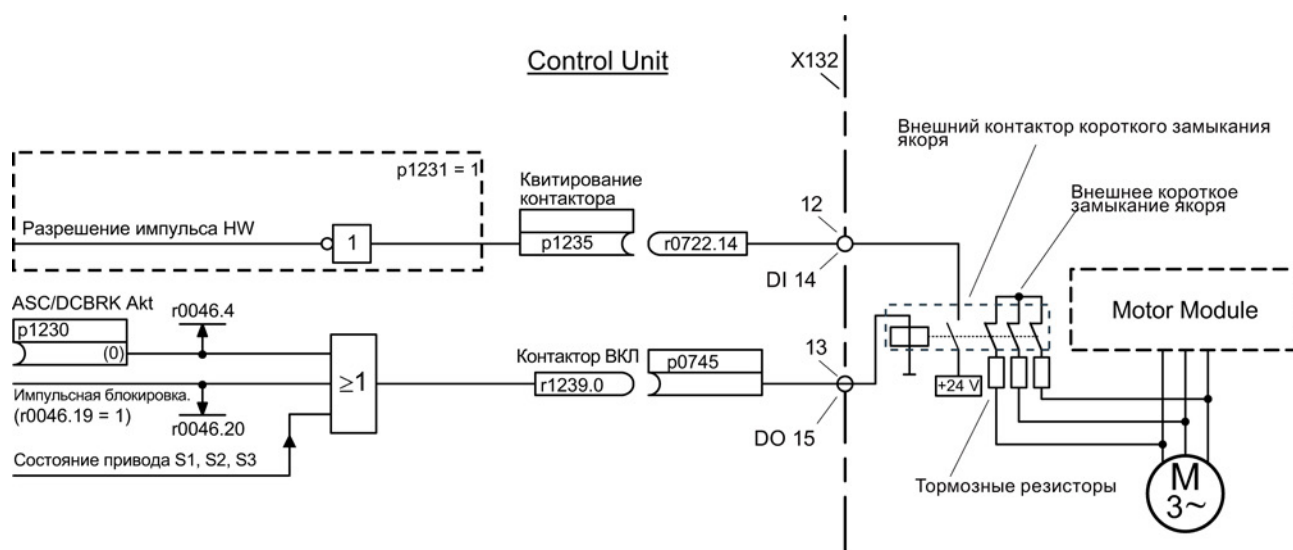 Control Unit
X132
Внешний контактор короткого замыкания
якоря
p1231 = 1
Квитирование
контактора
Внешнее короткое
замыкание якоря
12
Разрешение импульса HW
1
p1235
r0722.14
DI 14
ASC/DCBRK Akt
r0046.4
Motor Module
p1230
(0)
Контактор ВКЛ
p0745
13
+24 V
≥1
r1239.0
Импульсная блокировка.
(r0046.19 = 1)
r0046.20
DO 15
Состояние привода S1, S2, S3
Тормозные резисторы
M
3~